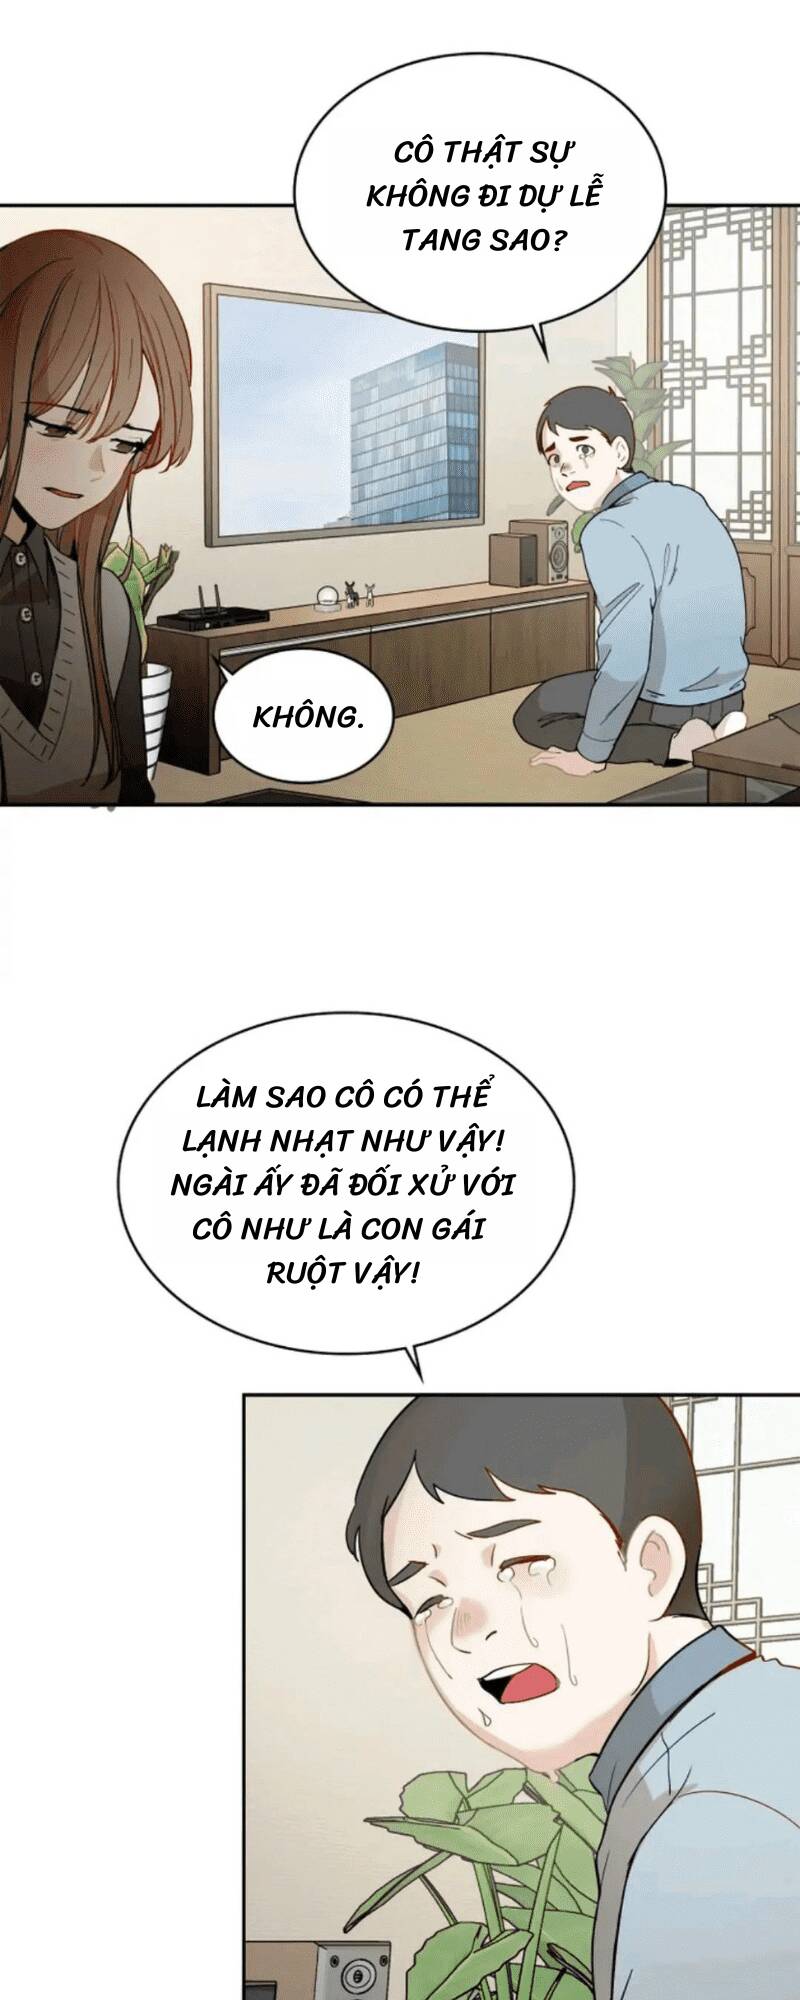 CÔ THẬT SỰ
KHÔNG ĐI DỰ LỄ
TANG SAO?
KHÔNG.
LÀM SAO CÔ CÓ THỂ
LẠNH NHẠT NHƯ VẬY!
NGÀI ẤY ĐÃ ĐỐI XỬ VỚI
CÔ NHƯ LÀ CON GÁI
RUỘT VẬY!